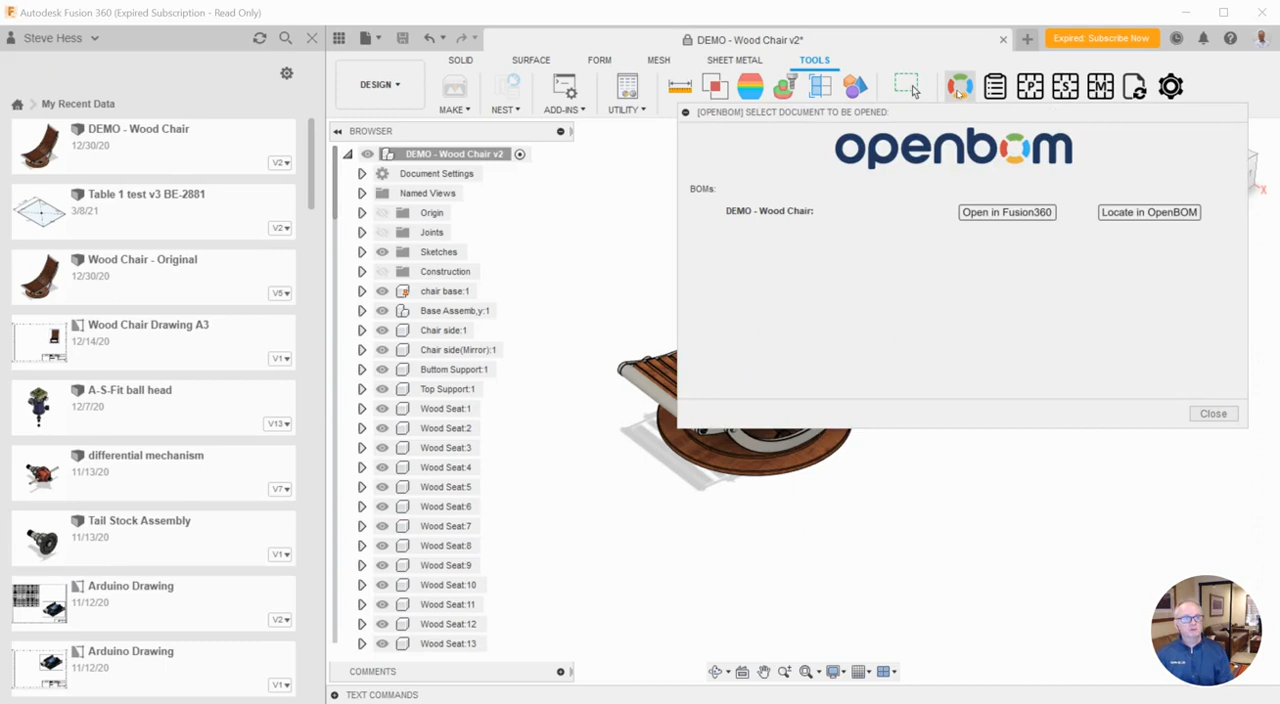 Autodesk Fusion 360 (Expired Subscription - Read Only)
Steve Hess
DEMO - Wood Chair v2*
Expired: Subscribe Now
SOLID
SURFACE
FORM
MESH
SHEET METAL
TOOLS
DESIGN
MAKE
NEST
ADD-INS
UTILITY
My Recent Data
DEMO - Wood Chair
12/30/20
V2
Table 1 test v3 BE-2881
3/8/21
V2
Wood Chair - Original
12/30/20
V5
Wood Chair Drawing A3
12/14/20
V1
A-S-Fit ball head
12/7/20
V13
differential mechanism
11/13/20
V7
Tail Stock Assembly
11/13/20
V1
Arduino Drawing
11/12/20
V2
Arduino Drawing
11/12/20
V1
BROWSER
DEMO - Wood Chair v2
Document Settings
Named Views
Origin
Joints
Sketches
Construction
chair base:1
Base Assemb,y:1
Chair side:1
Chair side(Mirror):1
Buttom Support:1
Top Support:1
Wood Seat:1
Wood Seat:2
Wood Seat:3
Wood Seat:4
Wood Seat:5
Wood Seat:6
Wood Seat:7
Wood Seat:8
Wood Seat:9
Wood Seat:10
Wood Seat:11
Wood Seat:12
Wood Seat:13
P
S
M
[OPENBOM] SELECT DOCUMENT TO BE OPENED:
openbom
BOMs:
DEMO - Wood Chair:
Open in Fusion360
Locate in OpenBOM
Close
X
COMMENTS
TEXT COMMANDS